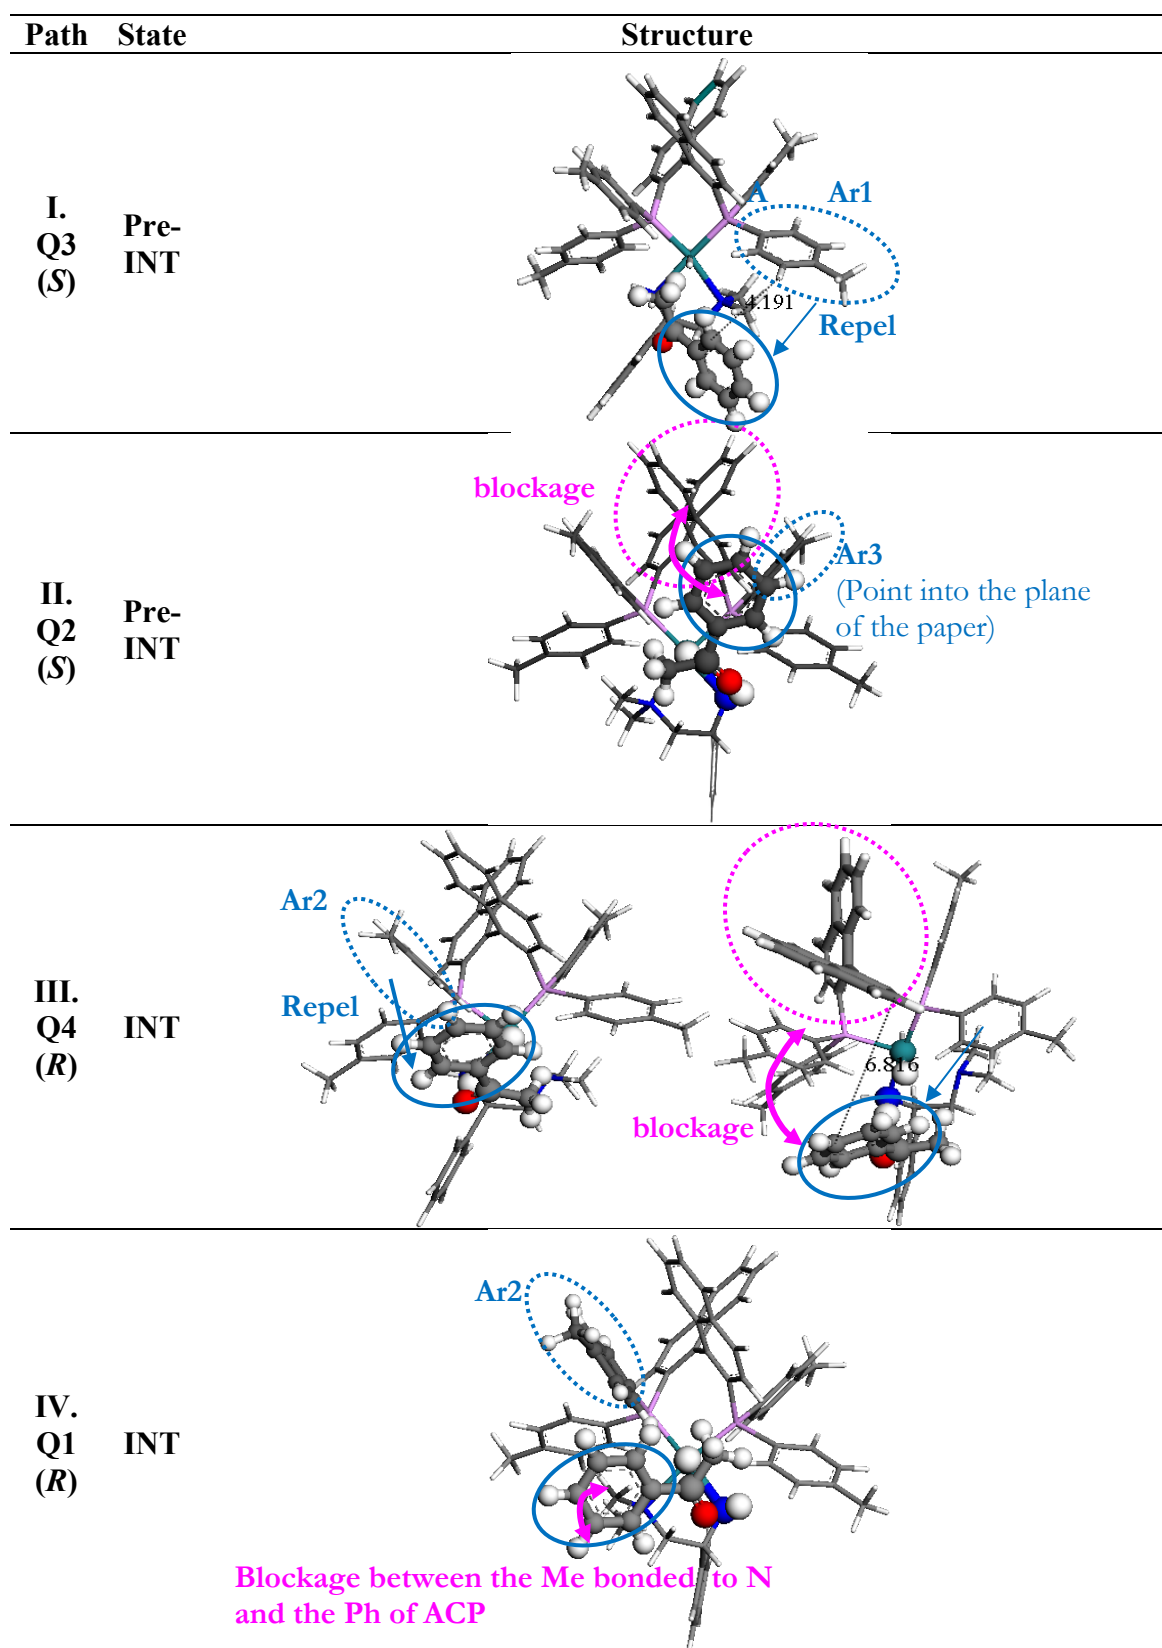 Path State Structure
I.
Q3
(S)
Pre-
INT
A Ar1
4.191
Repel
II.
Q2
(S)
Pre-
INT
blockage
Ar3
(Point into the plane
of the paper)
III.
Q4
(R)
INT
Ar2
Repel
6.816
blockage
IV.
Q1
(R)
INT
Ar2
Blockage between the Me bonded to N
and the Ph of ACP